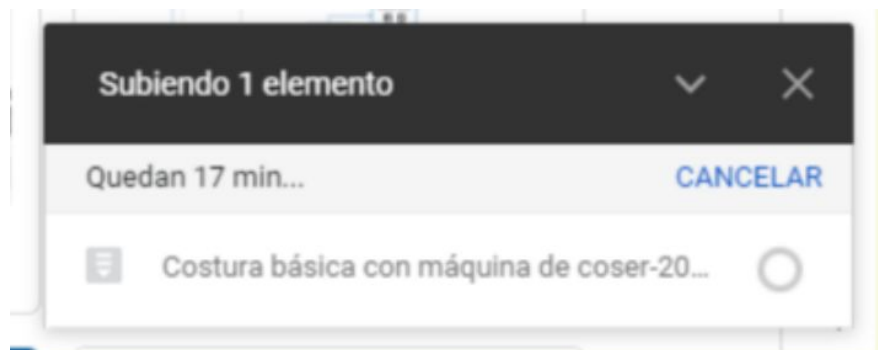 Subiendo 1 elemento
Quedan 17 min...
CANCELAR
Costura básica con máquina de coser-20...